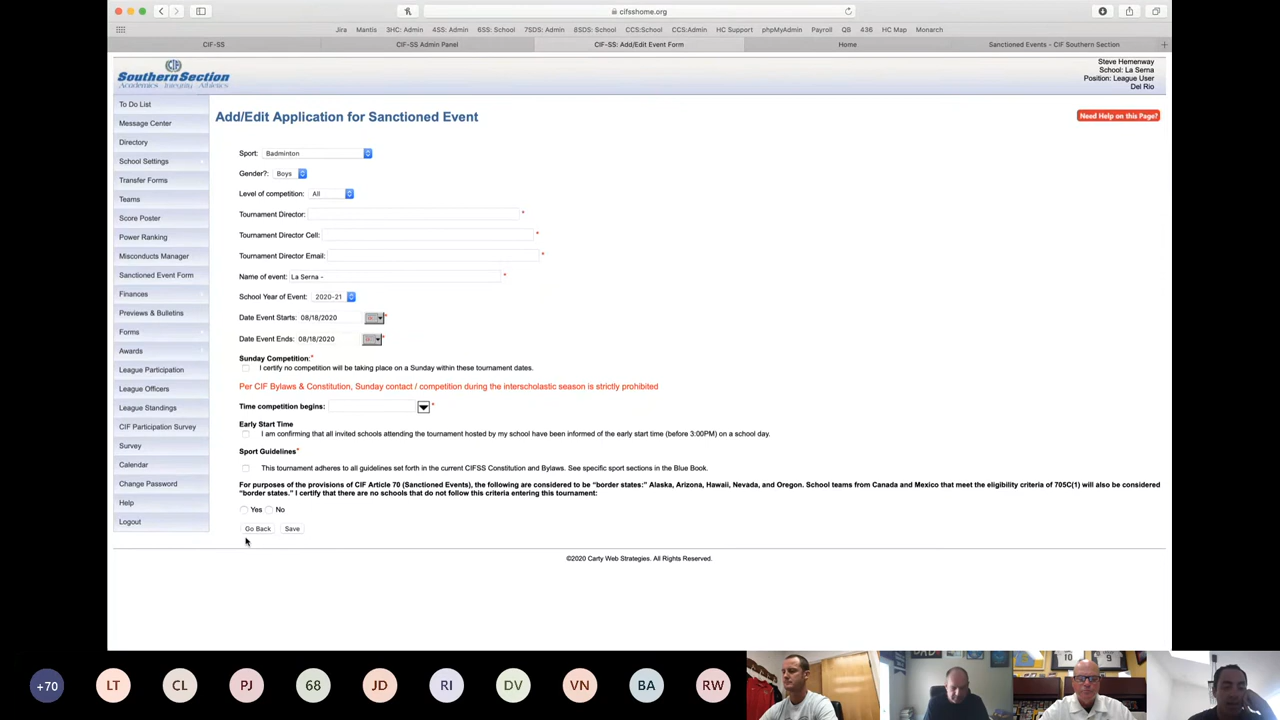 cifsshome.org
Jira Mantis 3HC: Admin 4SS: Admin 6SS: School 7SDS: Admin 8SDS: School CCS:School CCS:Admin HC Support phpMyAdmin Payroll QB 436 HC Map Monarch
CIF-SS CIF-SS Admin Panel CIF-SS: Add/Edit Event Form Home Sanctioned Events - CIF Southern Section
CIF
Southern Section
Academics Integrity Athletics
Steve Hemenway
School: La Serna
Position: League User
Del Rio
To Do List
Message Center
Directory
School Settings
Transfer Forms
Teams
Score Poster
Power Ranking
Misconducts Manager
Sanctioned Event Form
Finances
Previews & Bulletins
Forms
Awards
League Participation
League Officers
League Standings
CIF Participation Survey
Survey
Calendar
Change Password
Help
Logout
Add/Edit Application for Sanctioned Event
Need Help on this Page?
Sport: Badminton
Gender?: Boys
Level of competition: All
Tournament Director: *
Tournament Director Cell: *
Tournament Director Email: *
Name of event: La Serna - *
School Year of Event: 2020-21
Date Event Starts: 08/18/2020 *
Date Event Ends: 08/18/2020 *
Sunday Competition:*
I certify no competition will be taking place on a Sunday within these tournament dates.
Per CIF Bylaws & Constitution, Sunday contact / competition during the interscholastic season is strictly prohibited
Time competition begins: *
Early Start Time
I am confirming that all invited schools attending the tournament hosted by my school have been informed of the early start time (before 3:00PM) on a school day.
Sport Guidelines*
This tournament adheres to all guidelines set forth in the current CIFSS Constitution and Bylaws. See specific sport sections in the Blue Book.
For purposes of the provisions of CIF Article 70 (Sanctioned Events), the following are considered to be "border states:" Alaska, Arizona, Hawaii, Nevada, and Oregon. School teams from Canada and Mexico that meet the eligibility criteria of 705C(1) will also be considered
"border states." I certify that there are no schools that do not follow this criteria entering this tournament:
Yes No
Go Back Save
©2020 Carty Web Strategies. All Rights Reserved.
+70 LT CL PJ 68 JD RI DV VN BA RW
10 9